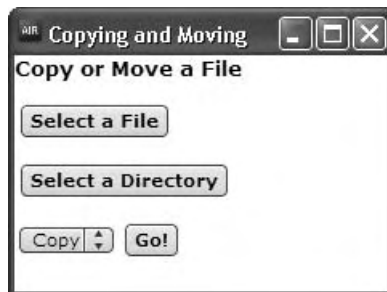 AIR Copying and Moving
Copy or Move a File
Select a File
Select a Directory
Copy Go!